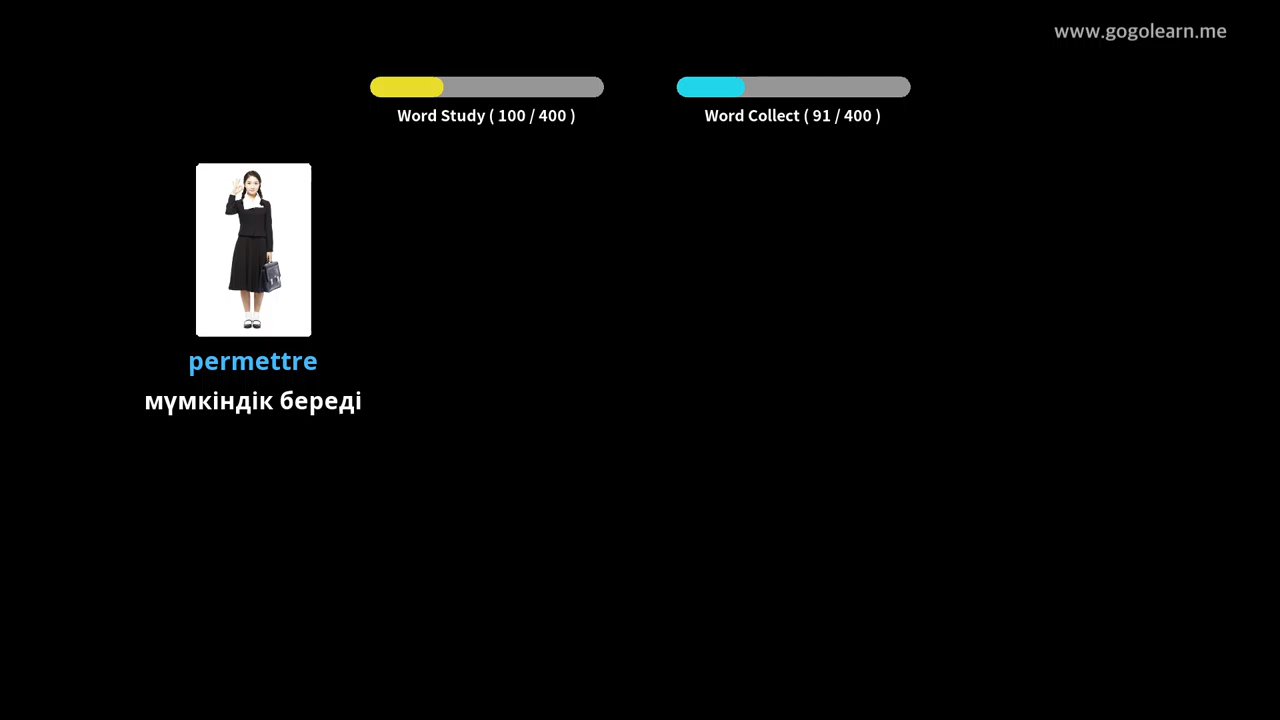 www.gogolearn.me
Word Study ( 100 / 400 )
Word Collect ( 91 / 400 )
permettre
мүмкіндік береді